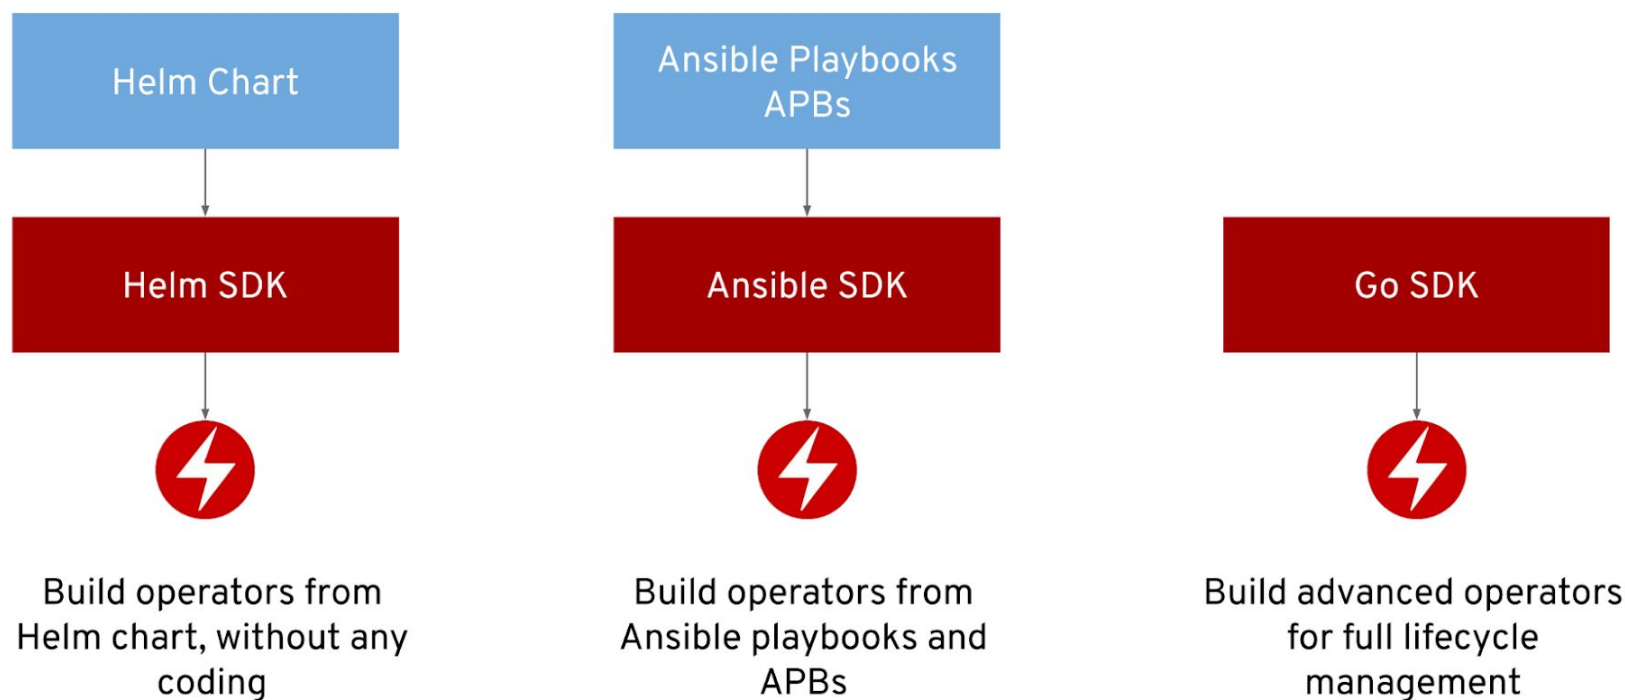 Helm Chart
Ansible Playbooks
APBs
Helm SDK
Ansible SDK
Go SDK
Build operators from
Helm chart, without any
coding
Build operators from
Ansible playbooks and
APBs
Build advanced operators
for full lifecycle
management